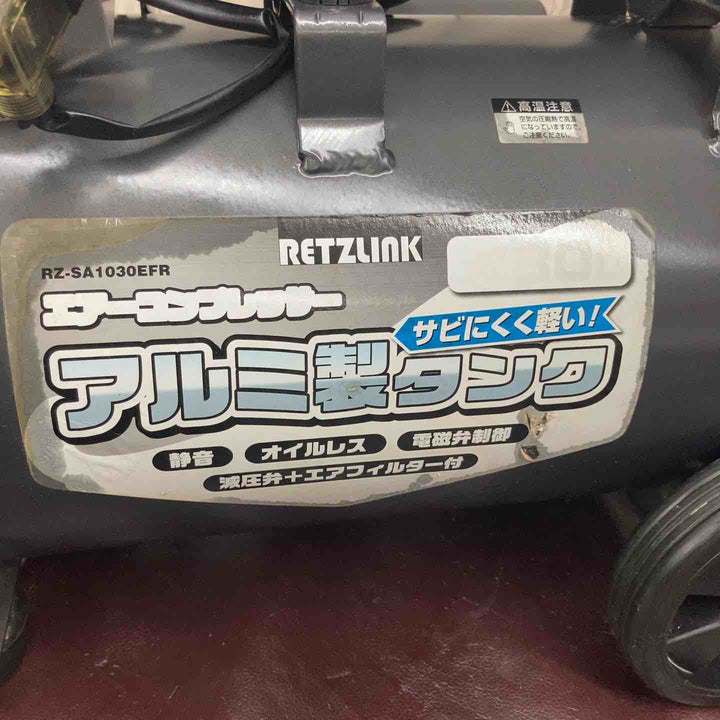 高温注意
空気の圧縮熱で高温
になっていますので、
ご注意ください。
RETZLINK
RZ-SA1030EFR
エアーコンプレッサー
サビにくく軽い!
アルミ製タンク
静音 オイルレス 電磁弁制御
減圧弁+エアフィルター付